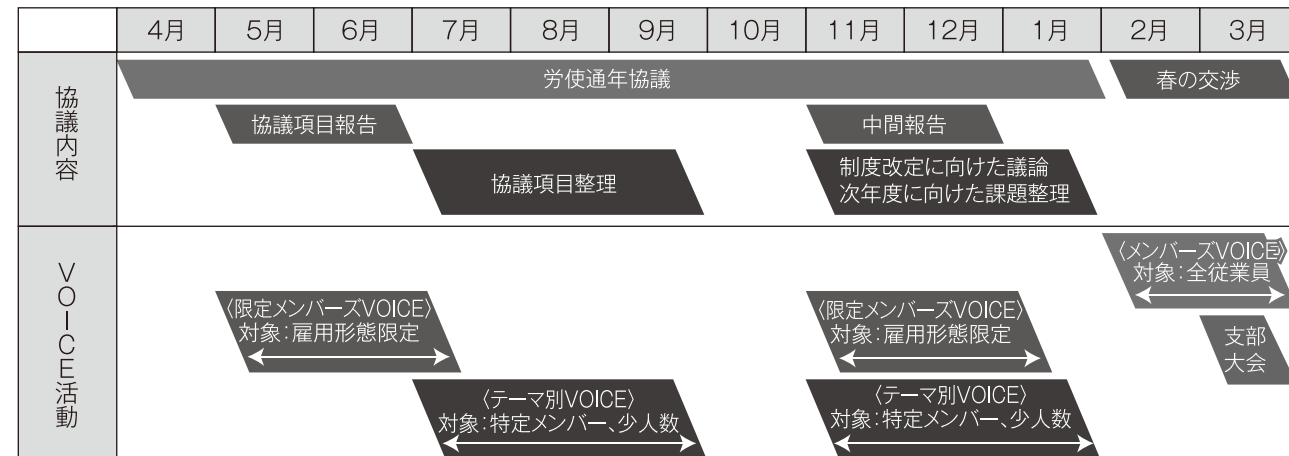 4月 5月 6月 7月 8月 9月 10月 11月 12月 1月 2月 3月
協議内容
労使通年協議
春の交渉
協議項目報告
中間報告
協議項目整理
制度改定に向けた議論
次年度に向けた課題整理
VOICE活動
〈メンバーズVOICE〉
対象:全従業員
〈限定メンバーズVOICE〉
対象:雇用形態限定
〈限定メンバーズVOICE〉
対象:雇用形態限定
支部
大会
〈テーマ別VOICE〉
対象:特定メンバー、少人数
〈テーマ別VOICE〉
対象:特定メンバー、少人数